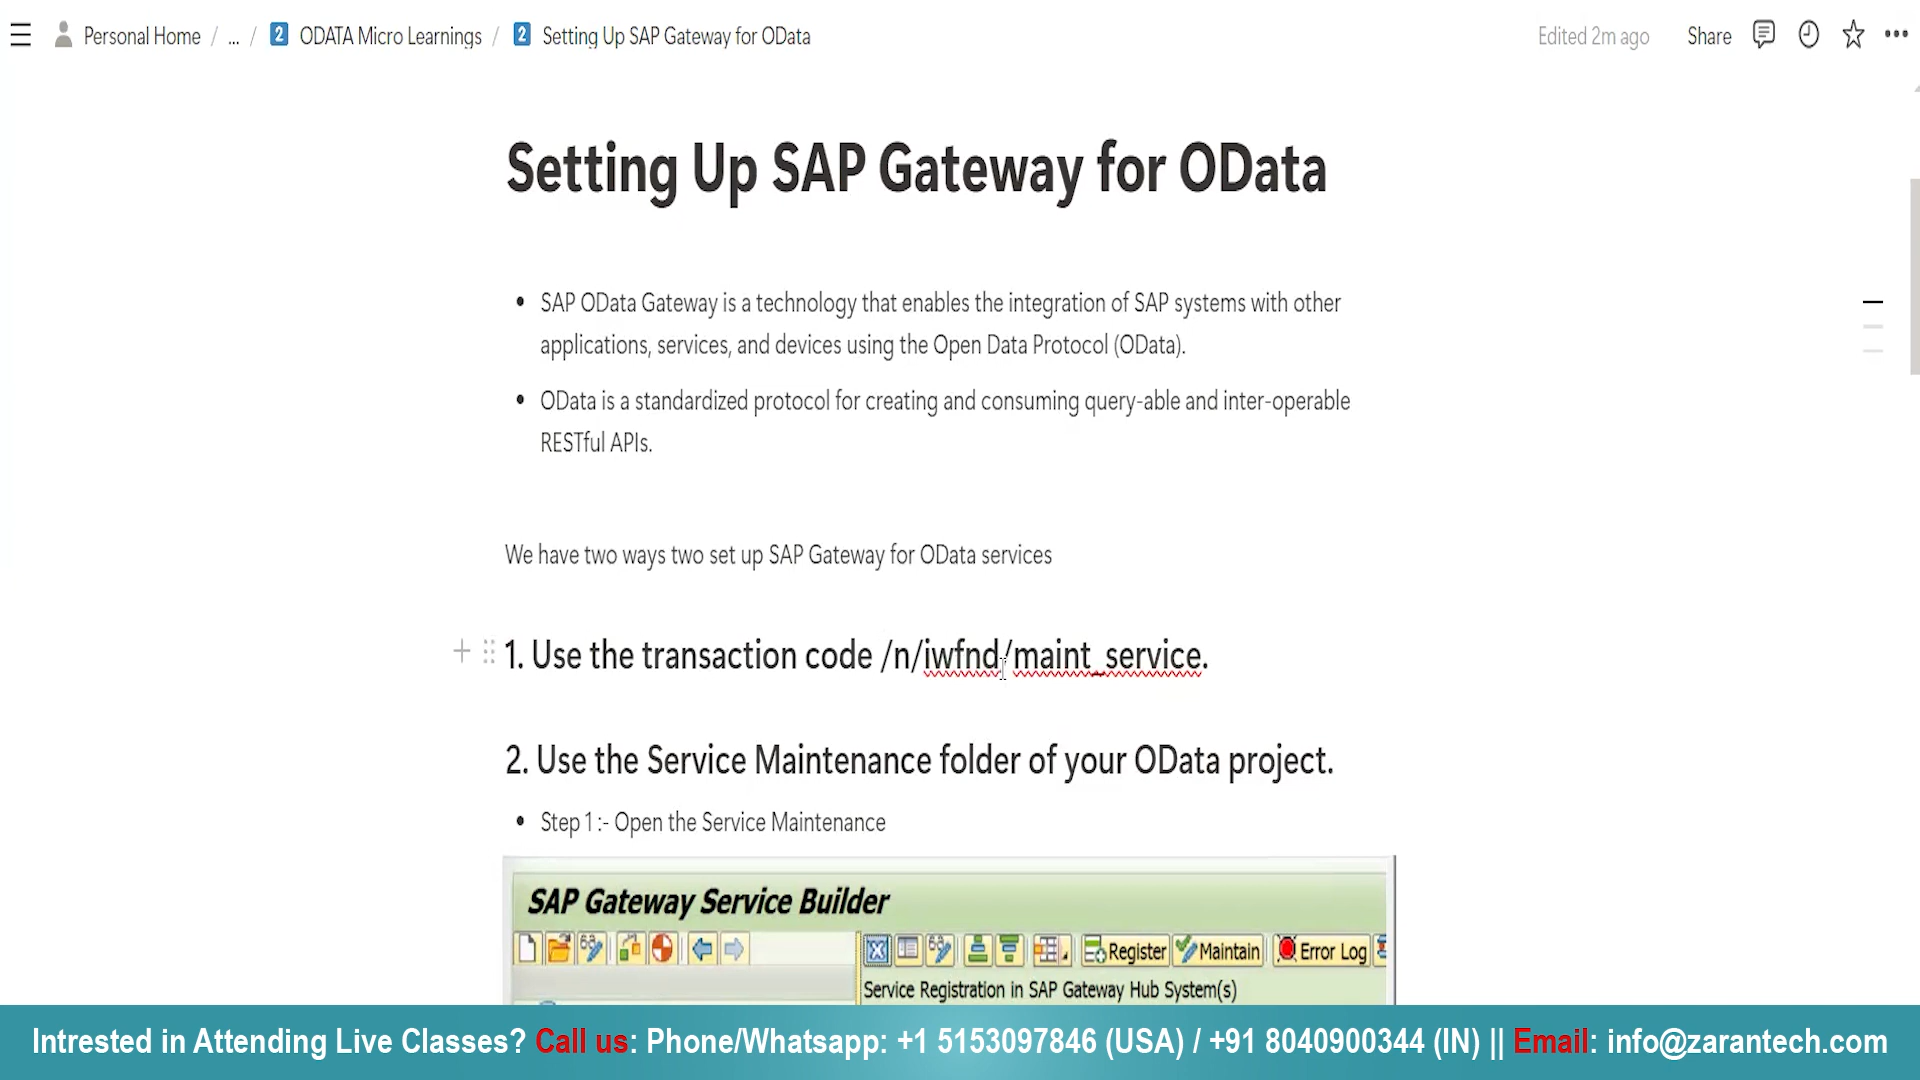 Personal Home / ... / 2 ODATA Micro Learnings / 2 Setting Up SAP Gateway for OData
Edited 2m ago Share
Setting Up SAP Gateway for OData
• SAP OData Gateway is a technology that enables the integration of SAP systems with other
applications, services, and devices using the Open Data Protocol (OData).
• OData is a standardized protocol for creating and consuming query-able and inter-operable
RESTful APIs.
We have two ways two set up SAP Gateway for OData services
1. Use the transaction code /n/iwfnd/maint_service.
2. Use the Service Maintenance folder of your OData project.
• Step 1 :- Open the Service Maintenance
SAP Gateway Service Builder
Register Maintain Error Log
Service Registration in SAP Gateway Hub System(s)
Intrested in Attending Live Classes? Call us: Phone/Whatsapp: +1 5153097846 (USA) / +91 8040900344 (IN) || Email: info@zarantech.com